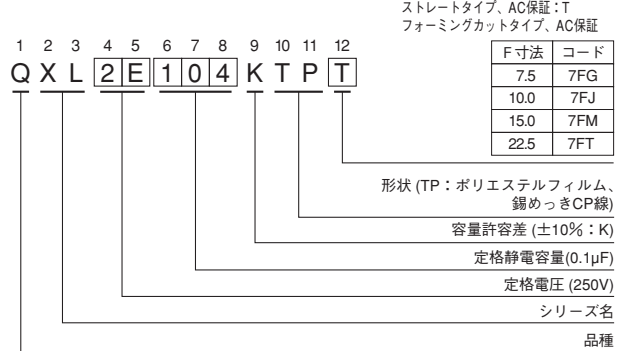 ストレートタイプ、AC保証：T
フォーミングカットタイプ、AC保証
1 2 3 4 5 6 7 8 9 10 11 12
Q X L 2 E 1 0 4 K T P T
F寸法 コード
7.5 7FG
10.0 7FJ
15.0 7FM
22.5 7FT
形状 (TP：ポリエステルフィルム、
錫めっきCP線)
容量許容差 (±10%：K)
定格静電容量(0.1μF)
定格電圧 (250V)
シリーズ名
品種